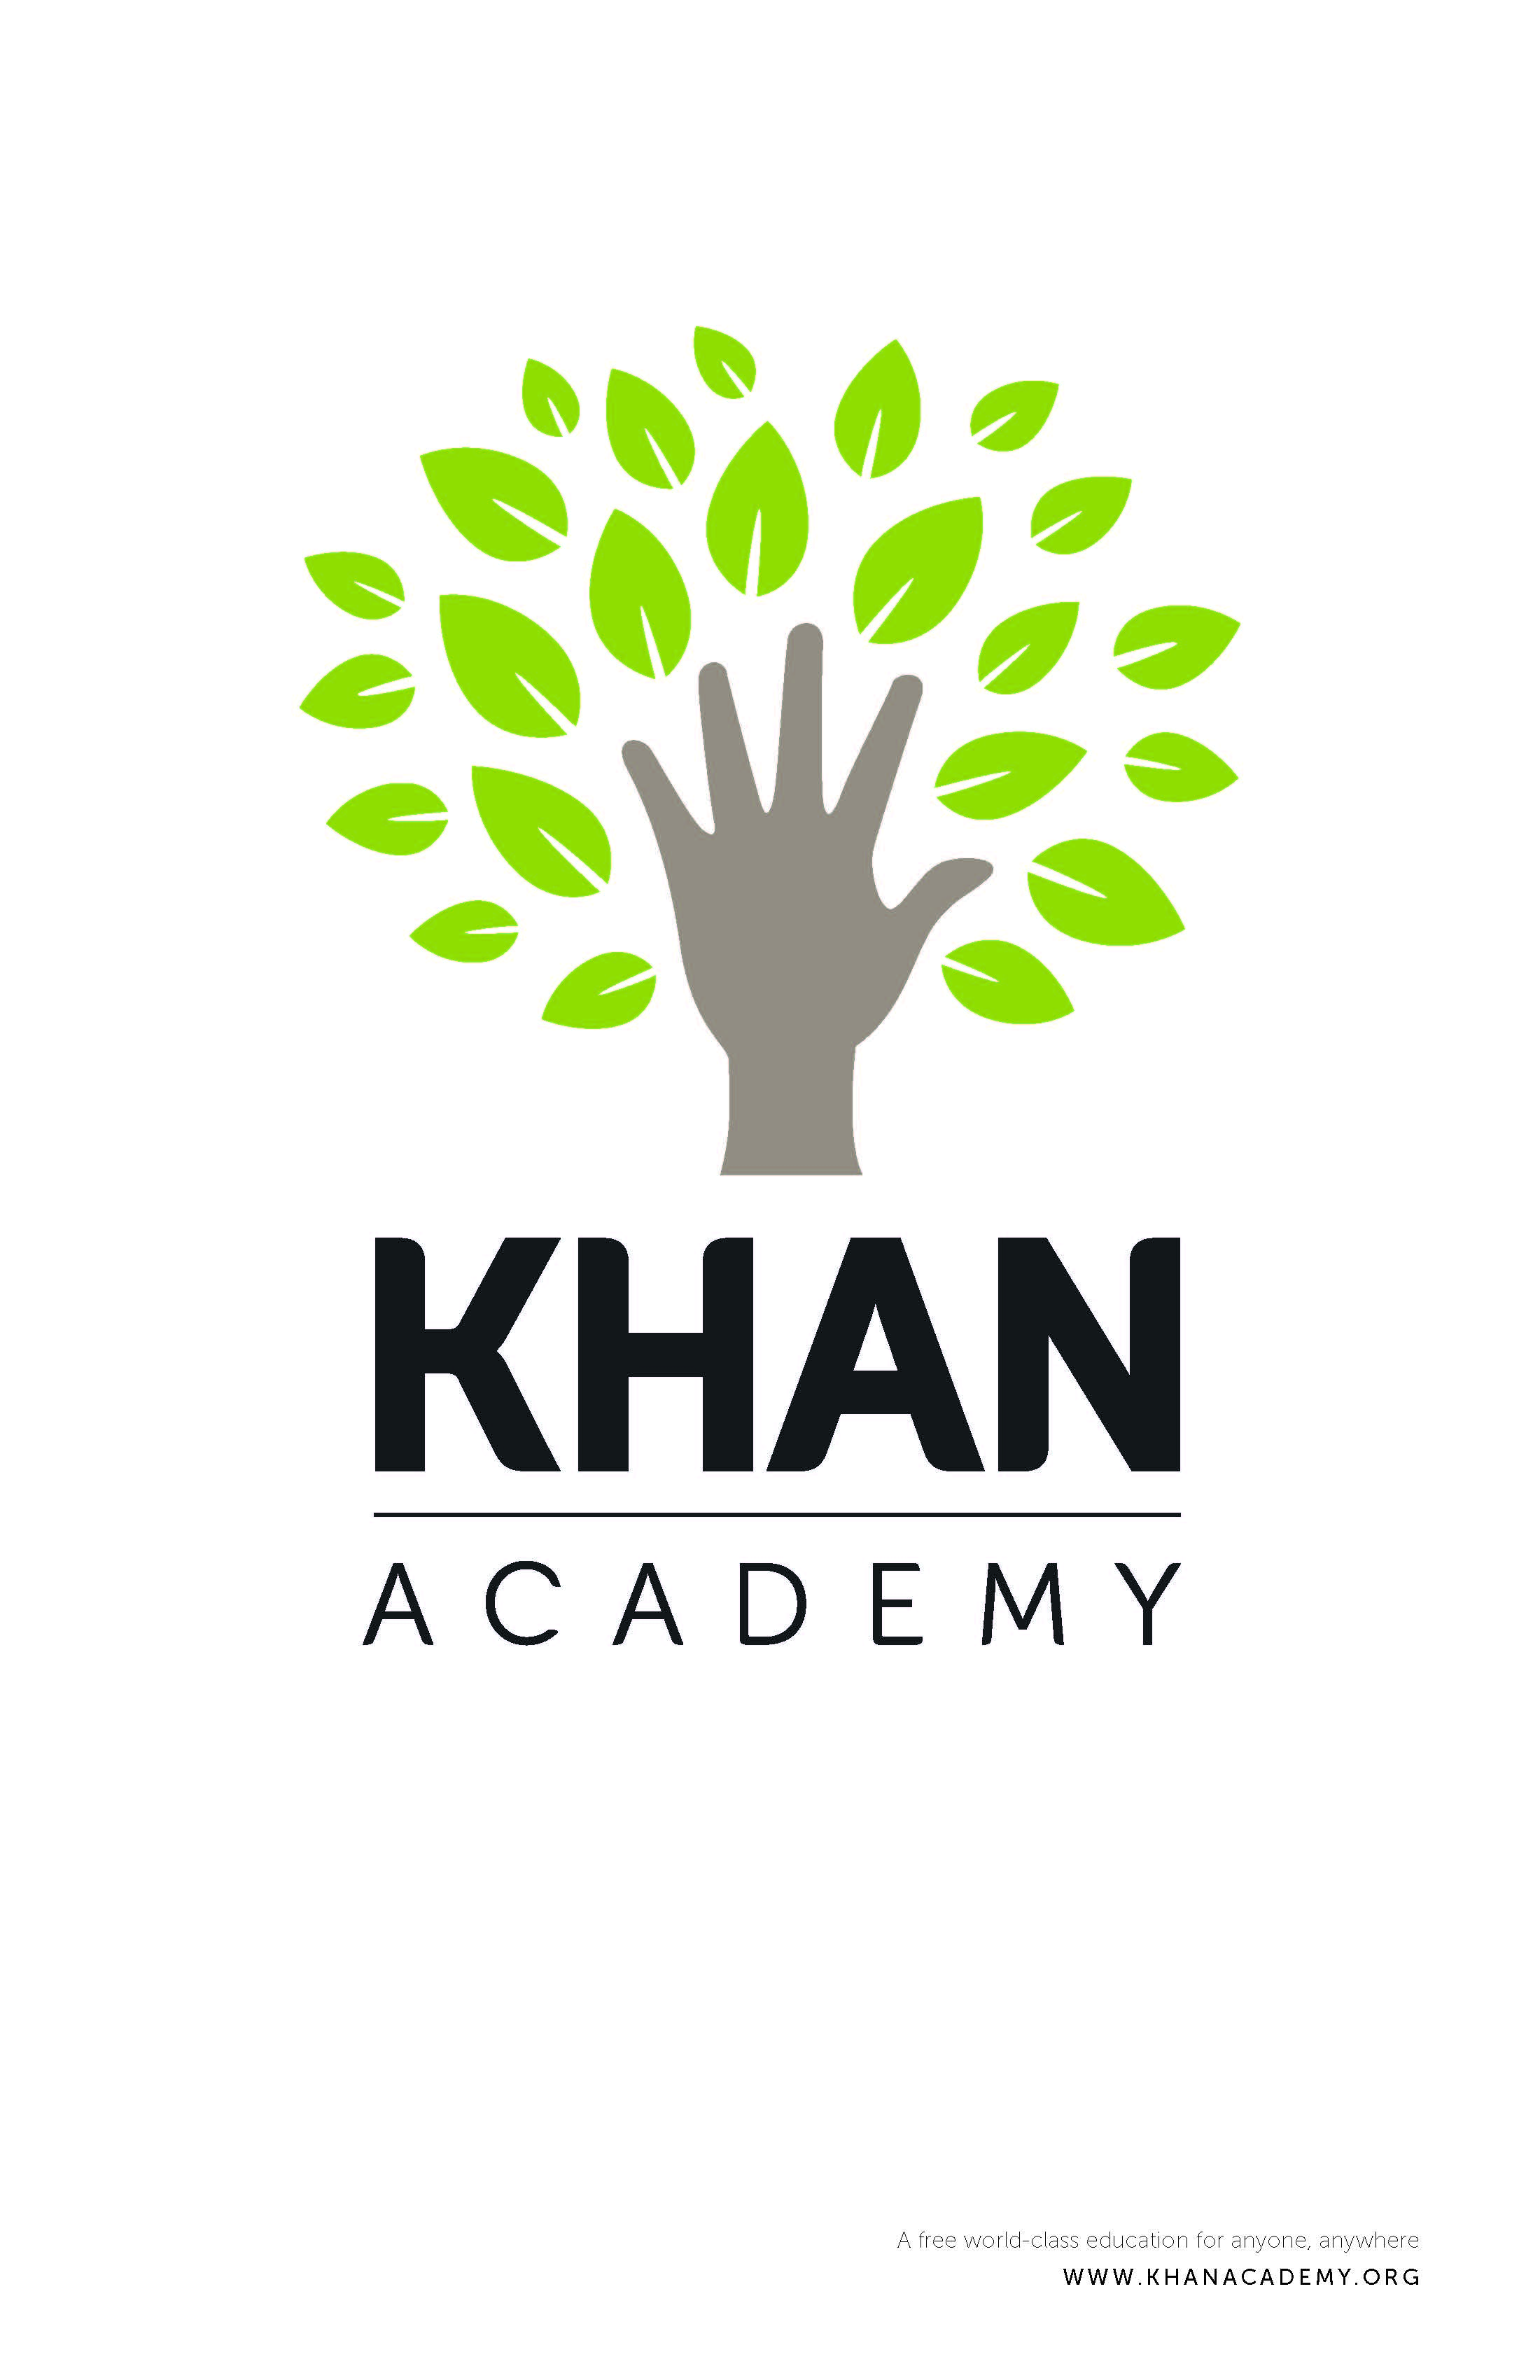 KHAN
ACADEMY
A free world-class education for anyone, anywhere
WWW.KHANACADEMY.ORG